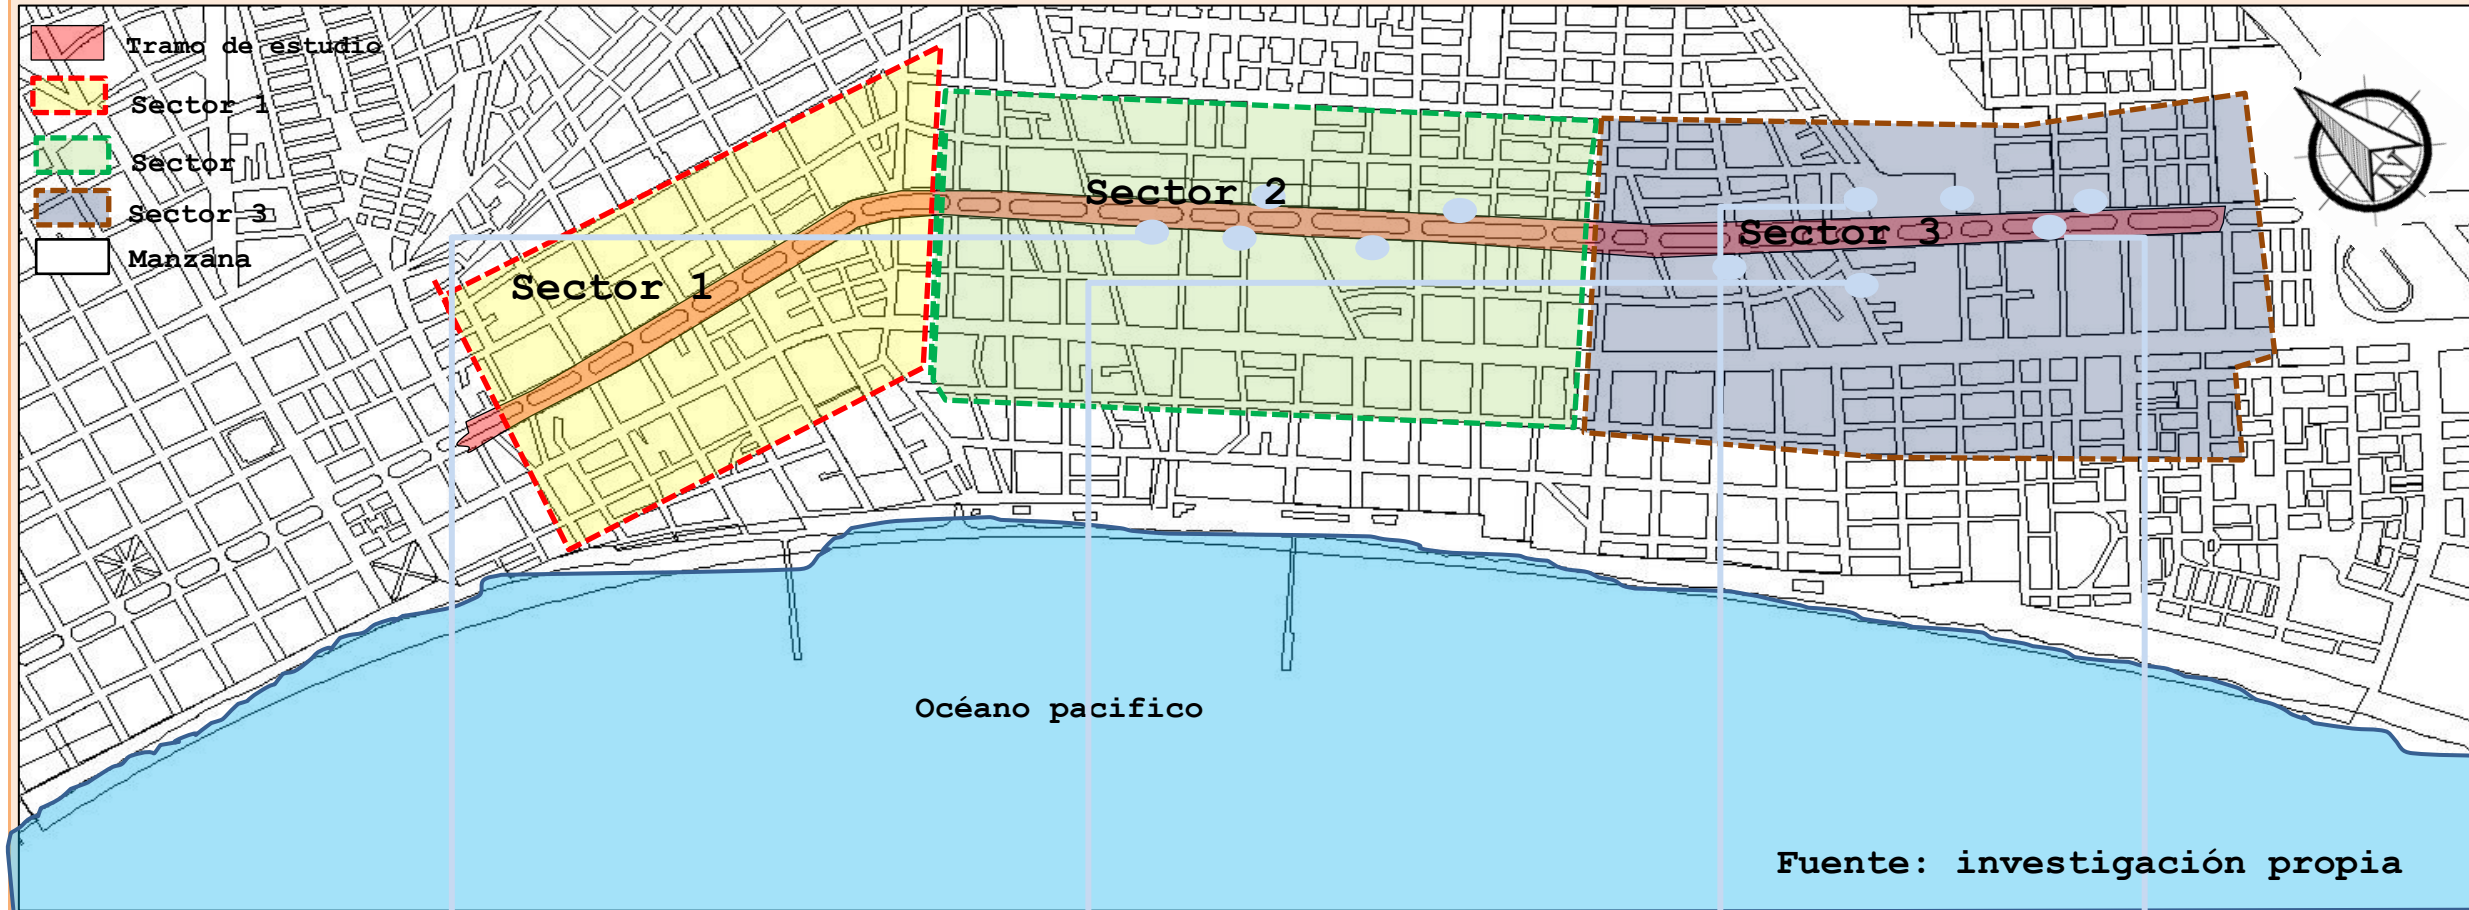 Tramo de estudio
Sector 1
Sector
Sector 3
Manzana
Sector 1
Sector 2
Sector 3
N
Océano pacifico
Fuente: investigación propia